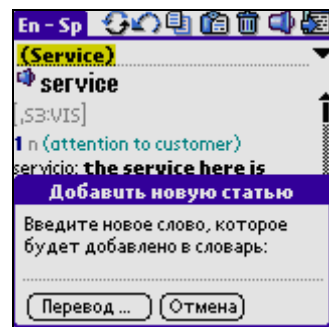 En - Sp
(Service)
service
[,S3:VIS]
1 n (attention to customer)
servicio: the service here is
Добавить новую статью
Введите новое слово, которое
будет добавлено в словарь:
Перевод ...
Отмена